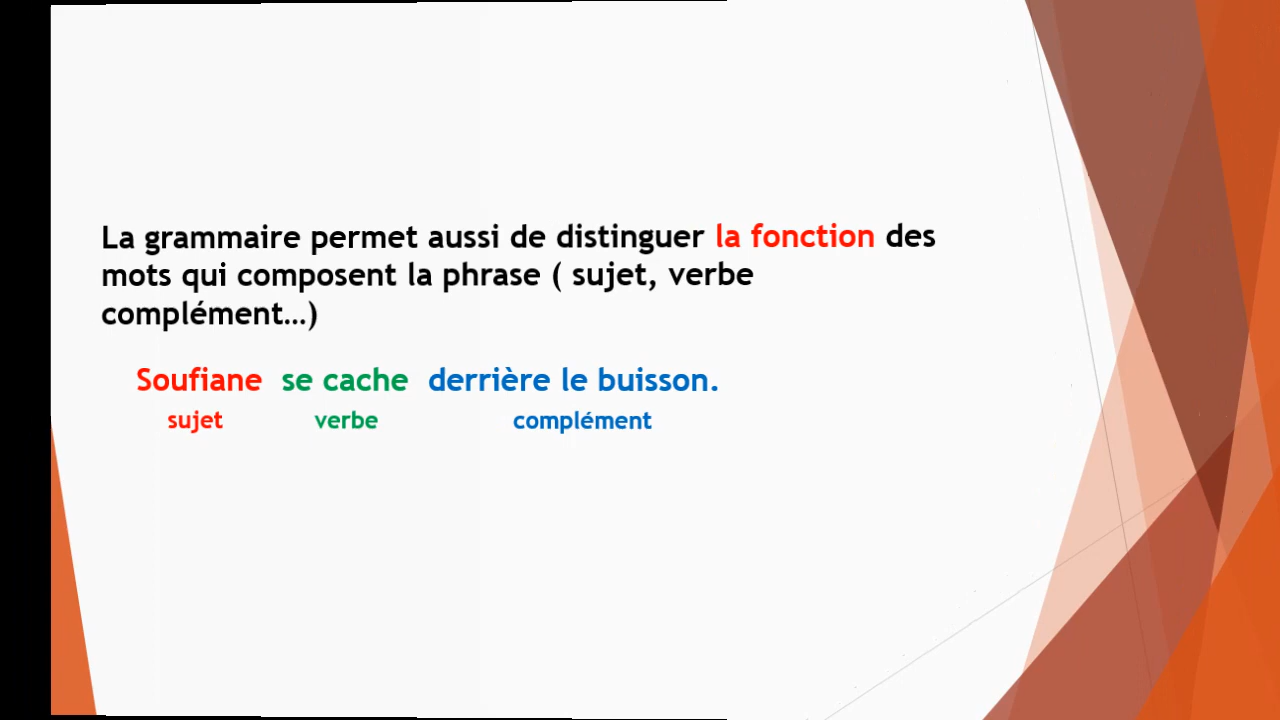 La grammaire permet aussi de distinguer la fonction des
mots qui composent la phrase ( sujet, verbe
complément...)
Soufiane se cache derrière le buisson.
sujet verbe complément